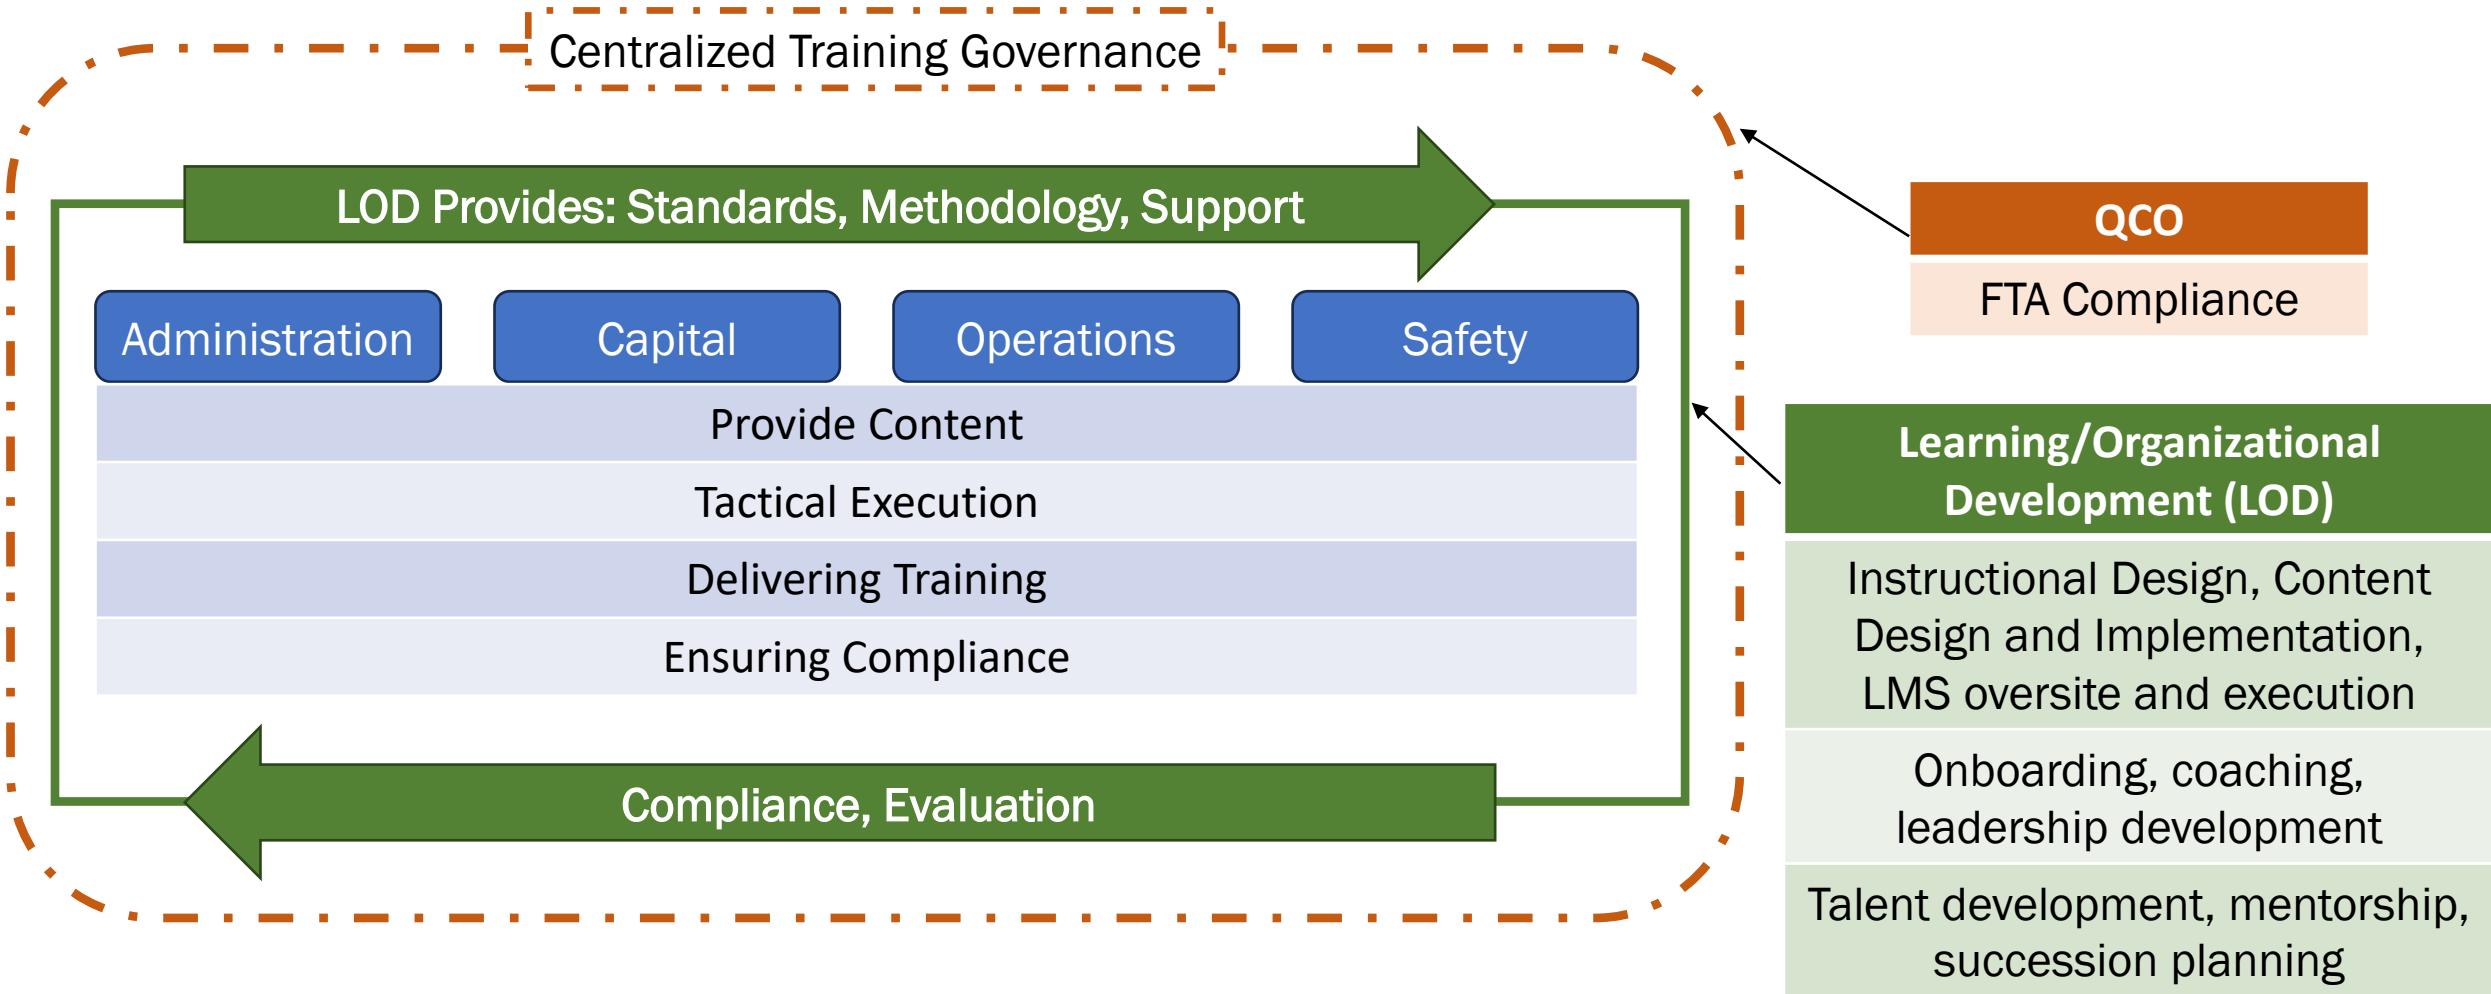 Centralized Training Governance
LOD Provides: Standards, Methodology, Support
Administration
Capital
Operations
Safety
Provide Content
Tactical Execution
Delivering Training
Ensuring Compliance
Compliance, Evaluation
QCO
FTA Compliance
Learning/Organizational
Development (LOD)
Instructional Design, Content
Design and Implementation,
LMS oversite and execution
Onboarding, coaching,
leadership development
Talent development, mentorship,
succession planning